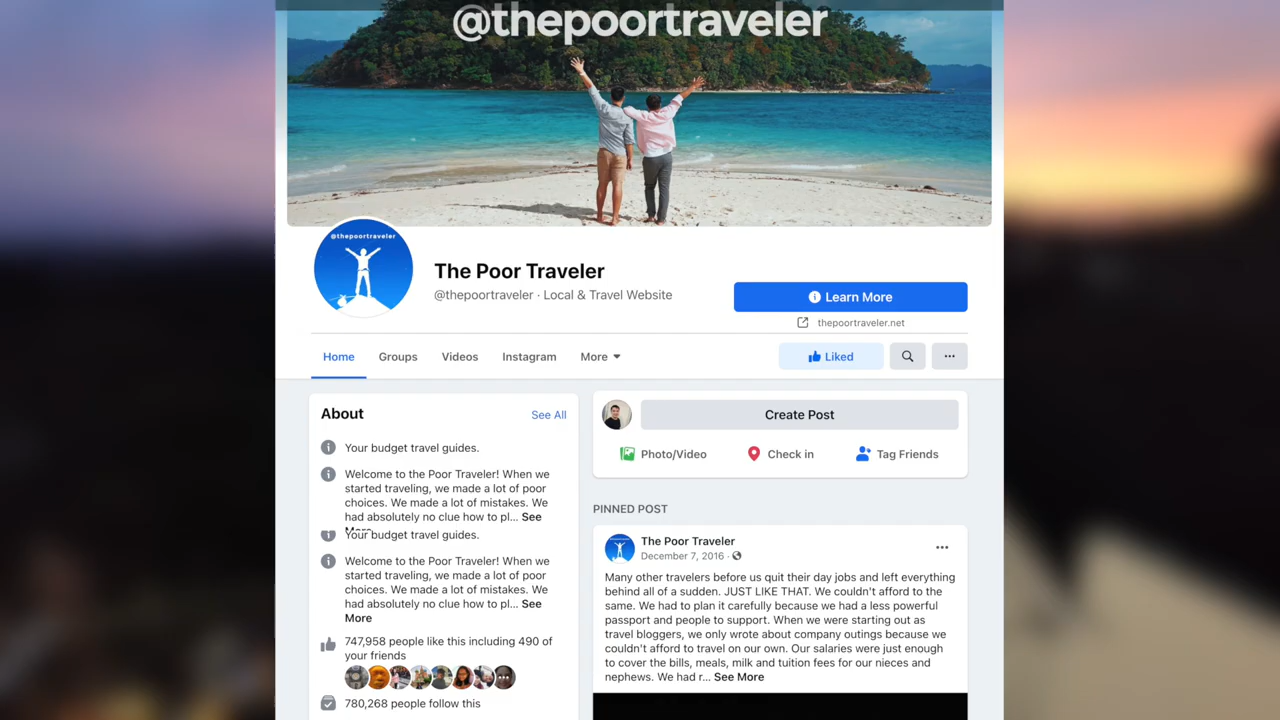 @thepoortraveler
@thepoortraveler
The Poor Traveler
@thepoortraveler · Local & Travel Website
Learn More
thepoortraveler.net
Home
Groups
Videos
Instagram
More
Liked
About
See All
Your budget travel guides.
Welcome to the Poor Traveler! When we
started traveling, we made a lot of poor
choices. We made a lot of mistakes. We
had absolutely no clue how to pl... See
More
Your budget travel guides.
Welcome to the Poor Traveler! When we
started traveling, we made a lot of poor
choices. We made a lot of mistakes. We
had absolutely no clue how to pl... See
More
747,958 people like this including 490 of
your friends
780,268 people follow this
Create Post
Photo/Video
Check in
Tag Friends
PINNED POST
The Poor Traveler
December 7, 2016 ·
Many other travelers before us quit their day jobs and left everything
behind all of a sudden. JUST LIKE THAT. We couldn't afford to the
same. We had to plan it carefully because we had a less powerful
passport and people to support. When we were starting out as
travel bloggers, we only wrote about company outings because we
couldn't afford to travel on our own. Our salaries were just enough
to cover the bills, meals, milk and tuition fees for our nieces and
nephews. We had r... See More